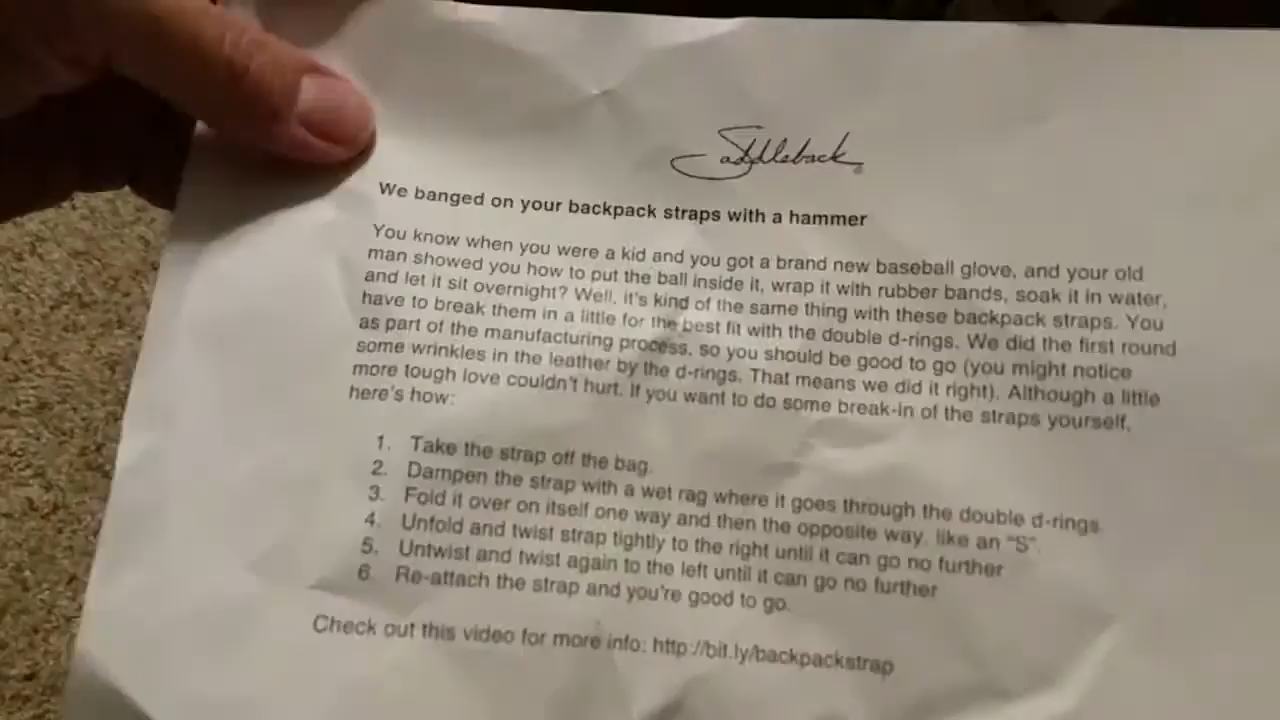 Saddleback
We banged on your backpack straps with a hammer
You know when you were a kid and you got a brand new baseball glove, and your old
man showed you how to put the ball inside it, wrap it with rubber bands, soak it in water,
and let it sit overnight? Well, it's kind of the same thing with these backpack straps. You
have to break them in a little for the best fit with the double d-rings. We did the first round
as part of the manufacturing process, so you should be good to go (you might notice
some wrinkles in the leather by the d-rings. That means we did it right). Although a little
more tough love couldn't hurt. If you want to do some break-in of the straps yourself,
here's how:
1. Take the strap off the bag.
2. Dampen the strap with a wet rag where it goes through the double d-rings.
3. Fold it over on itself one way and then the opposite way, like an "S".
4. Unfold and twist strap tightly to the right until it can go no further
5. Untwist and twist again to the left until it can go no further
6. Re-attach the strap and you're good to go.
Check out this video for more info: http://bit.ly/backpackstrap